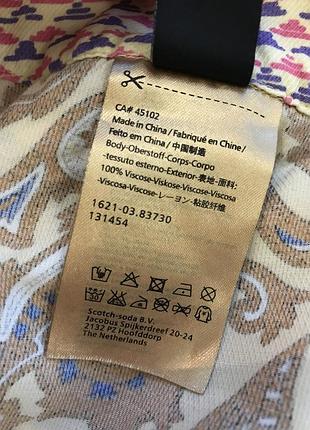 CA# 45102
Made in China / Fabriqué en Chine/
Feito em China / 中国制造
Body-Oberstoff-Corps-Corpo
-tessuto esterno-Exterior-表地-面料:
100% Viscose-Viskose-Viscose-Viscosa
-Viscosa-Viscose-レーヨン-粘胶纤维
1621-03.83730
131454
30
Scotch-soda B.V.
Jacobus Spijkerdreef 20-24
2132 PZ Hoofddorp
The Netherlands